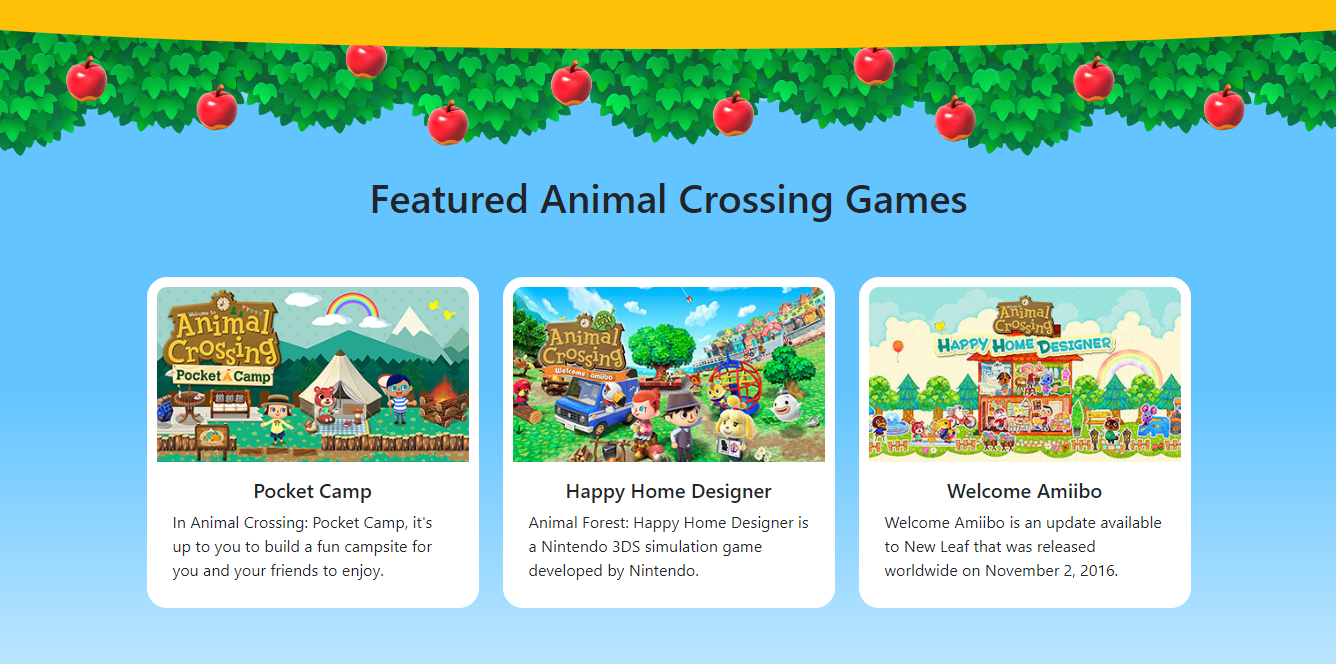 Featured Animal Crossing Games
Welcome to
Animal
Crossing
Pocket Camp
Animal
Crossing
Welcome amiibo
Animal
Crossing
Happy Home Designer
Pocket Camp
In Animal Crossing: Pocket Camp, it's
up to you to build a fun campsite for
you and your friends to enjoy.
Happy Home Designer
Animal Forest: Happy Home Designer is
a Nintendo 3DS simulation game
developed by Nintendo.
Welcome Amiibo
Welcome Amiibo is an update available
to New Leaf that was released
worldwide on November 2, 2016.